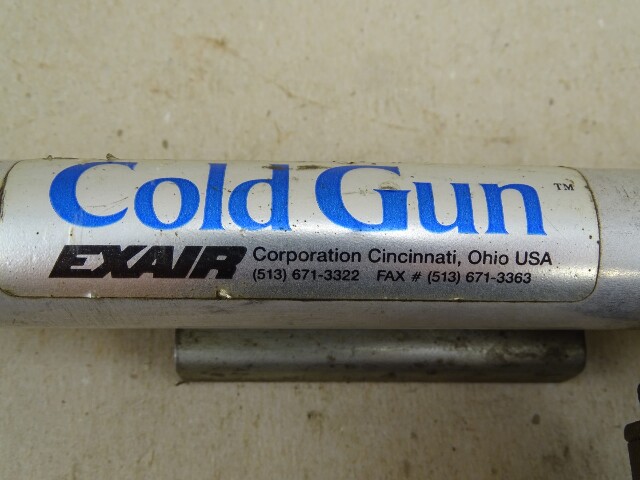 Cold Gun™
EXAIR Corporation Cincinnati, Ohio USA
(513) 671-3322 FAX # (513) 671-3363